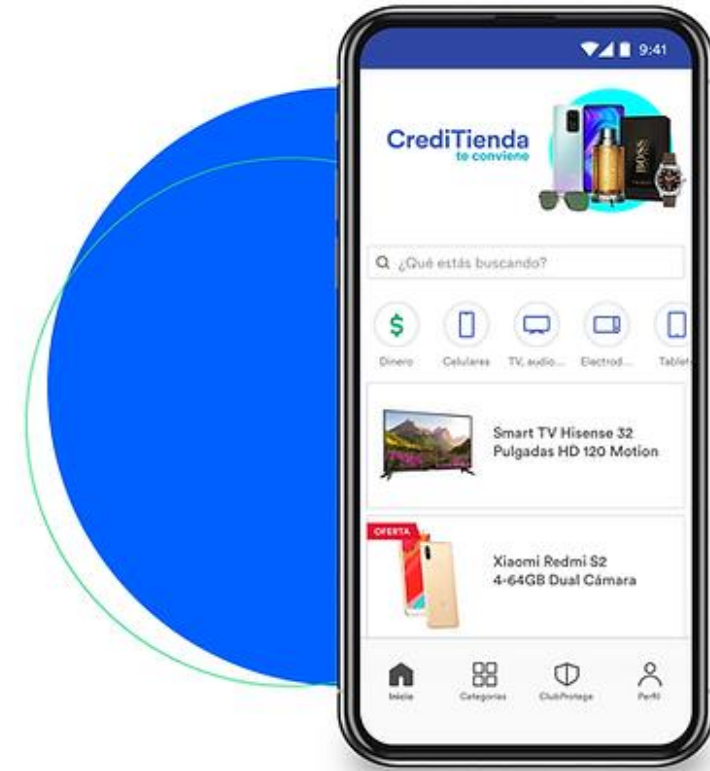 9:41
CrediTienda
te conviene
BOSS
¿Qué estás buscando?
$
Dinero
Celulares
TV, audio...
Electrod...
Tablet
Smart TV Hisense 32
Pulgadas HD 120 Motion
OFERTA
Xiaomi Redmi S2
4-64GB Dual Cámara
Inicio
Categorías
ClubProtege
Perfil